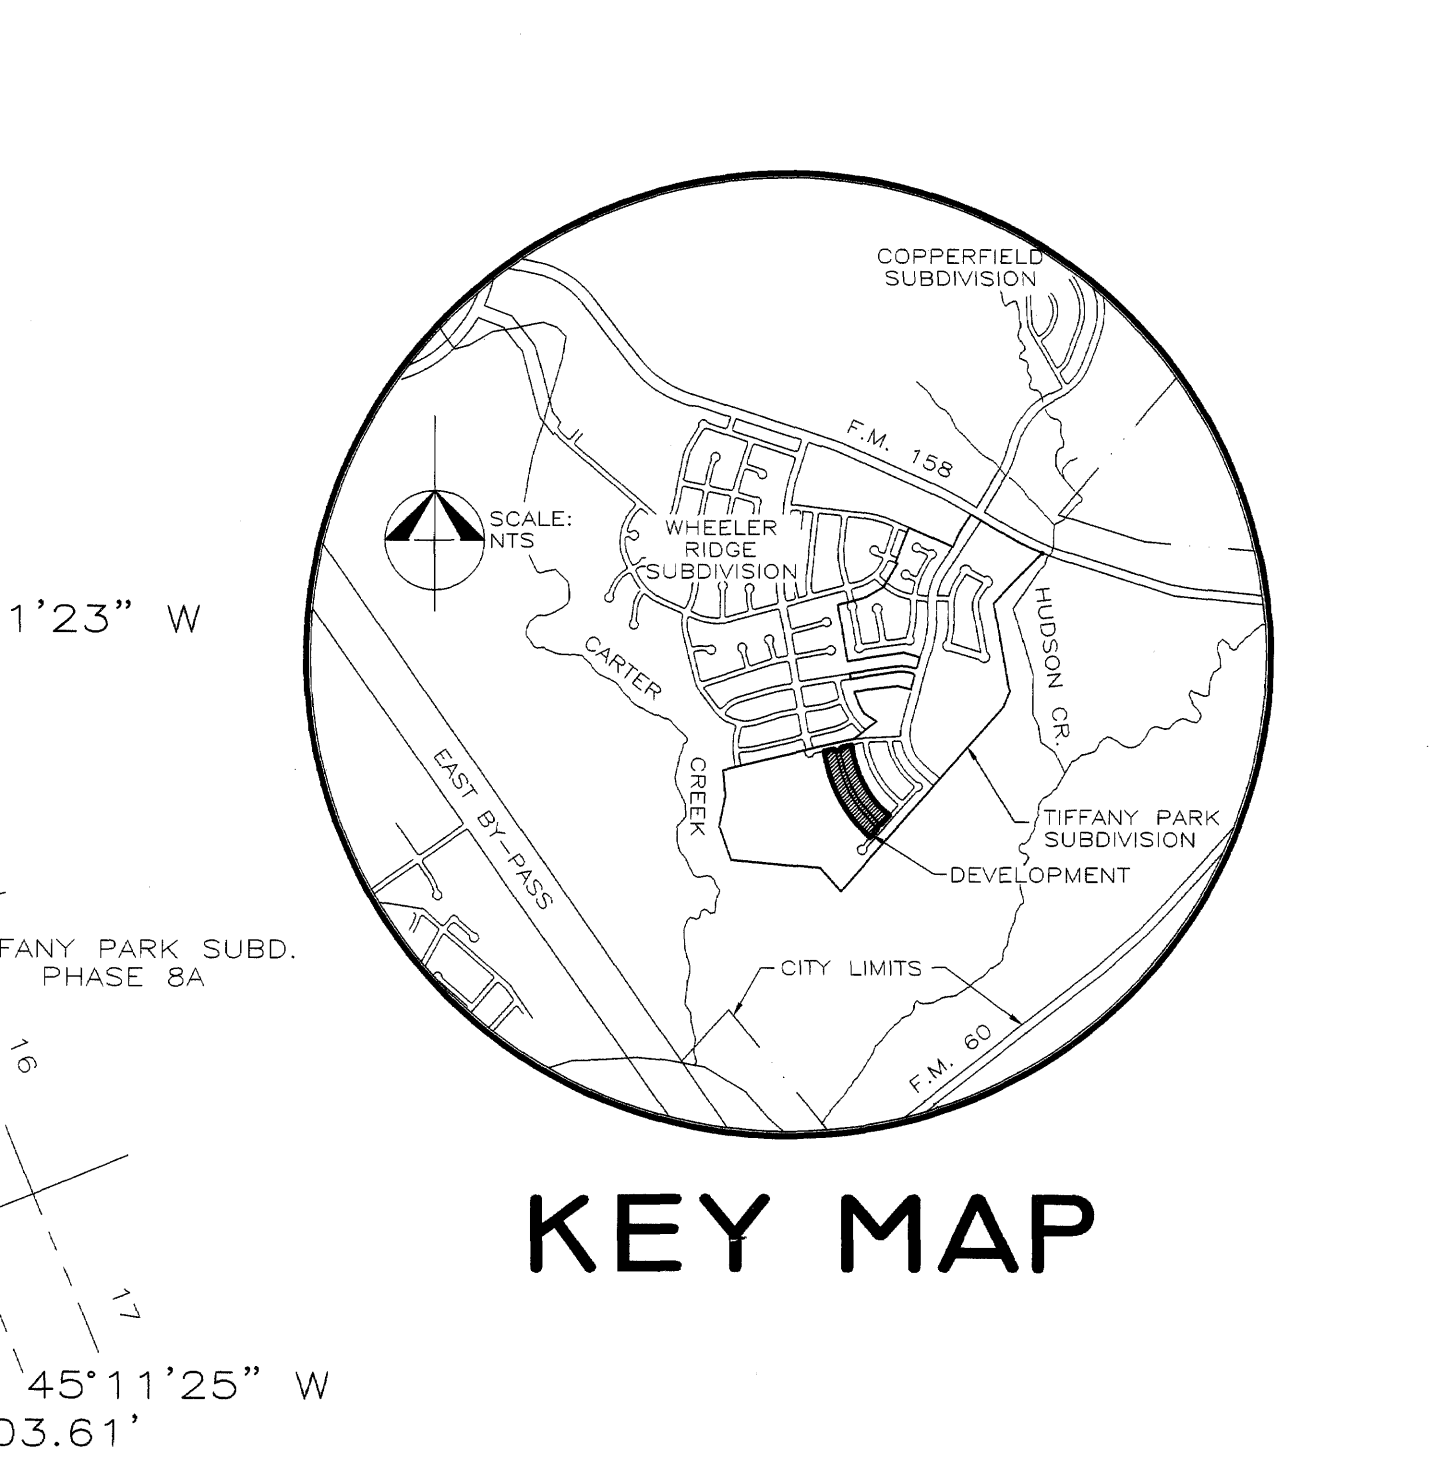 COPPERFIELD
SUBDIVISION
F.M. 158
SCALE:
NTS
WHEELER
RIDGE
SUBDIVISION
1'23" W
HUDSON CR.
CARTER
CREEK
EAST BY-PASS
TIFFANY PARK
SUBDIVISION
DEVELOPMENT
FANY PARK SUBD.
PHASE 8A
CITY LIMITS
F.M. 60
16
KEY MAP
17
45°11'25" W
03.61'